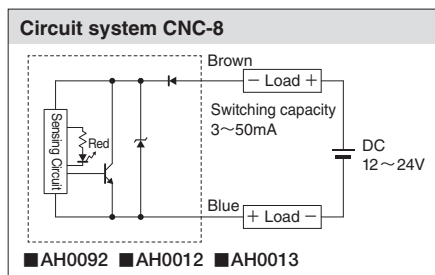 Circuit system CNC-8
Brown
− Load +
Switching capacity
3～50mA
Sensing Circuit
Red
DC
12～24V
Blue
+ Load −
■AH0092 ■AH0012 ■AH0013